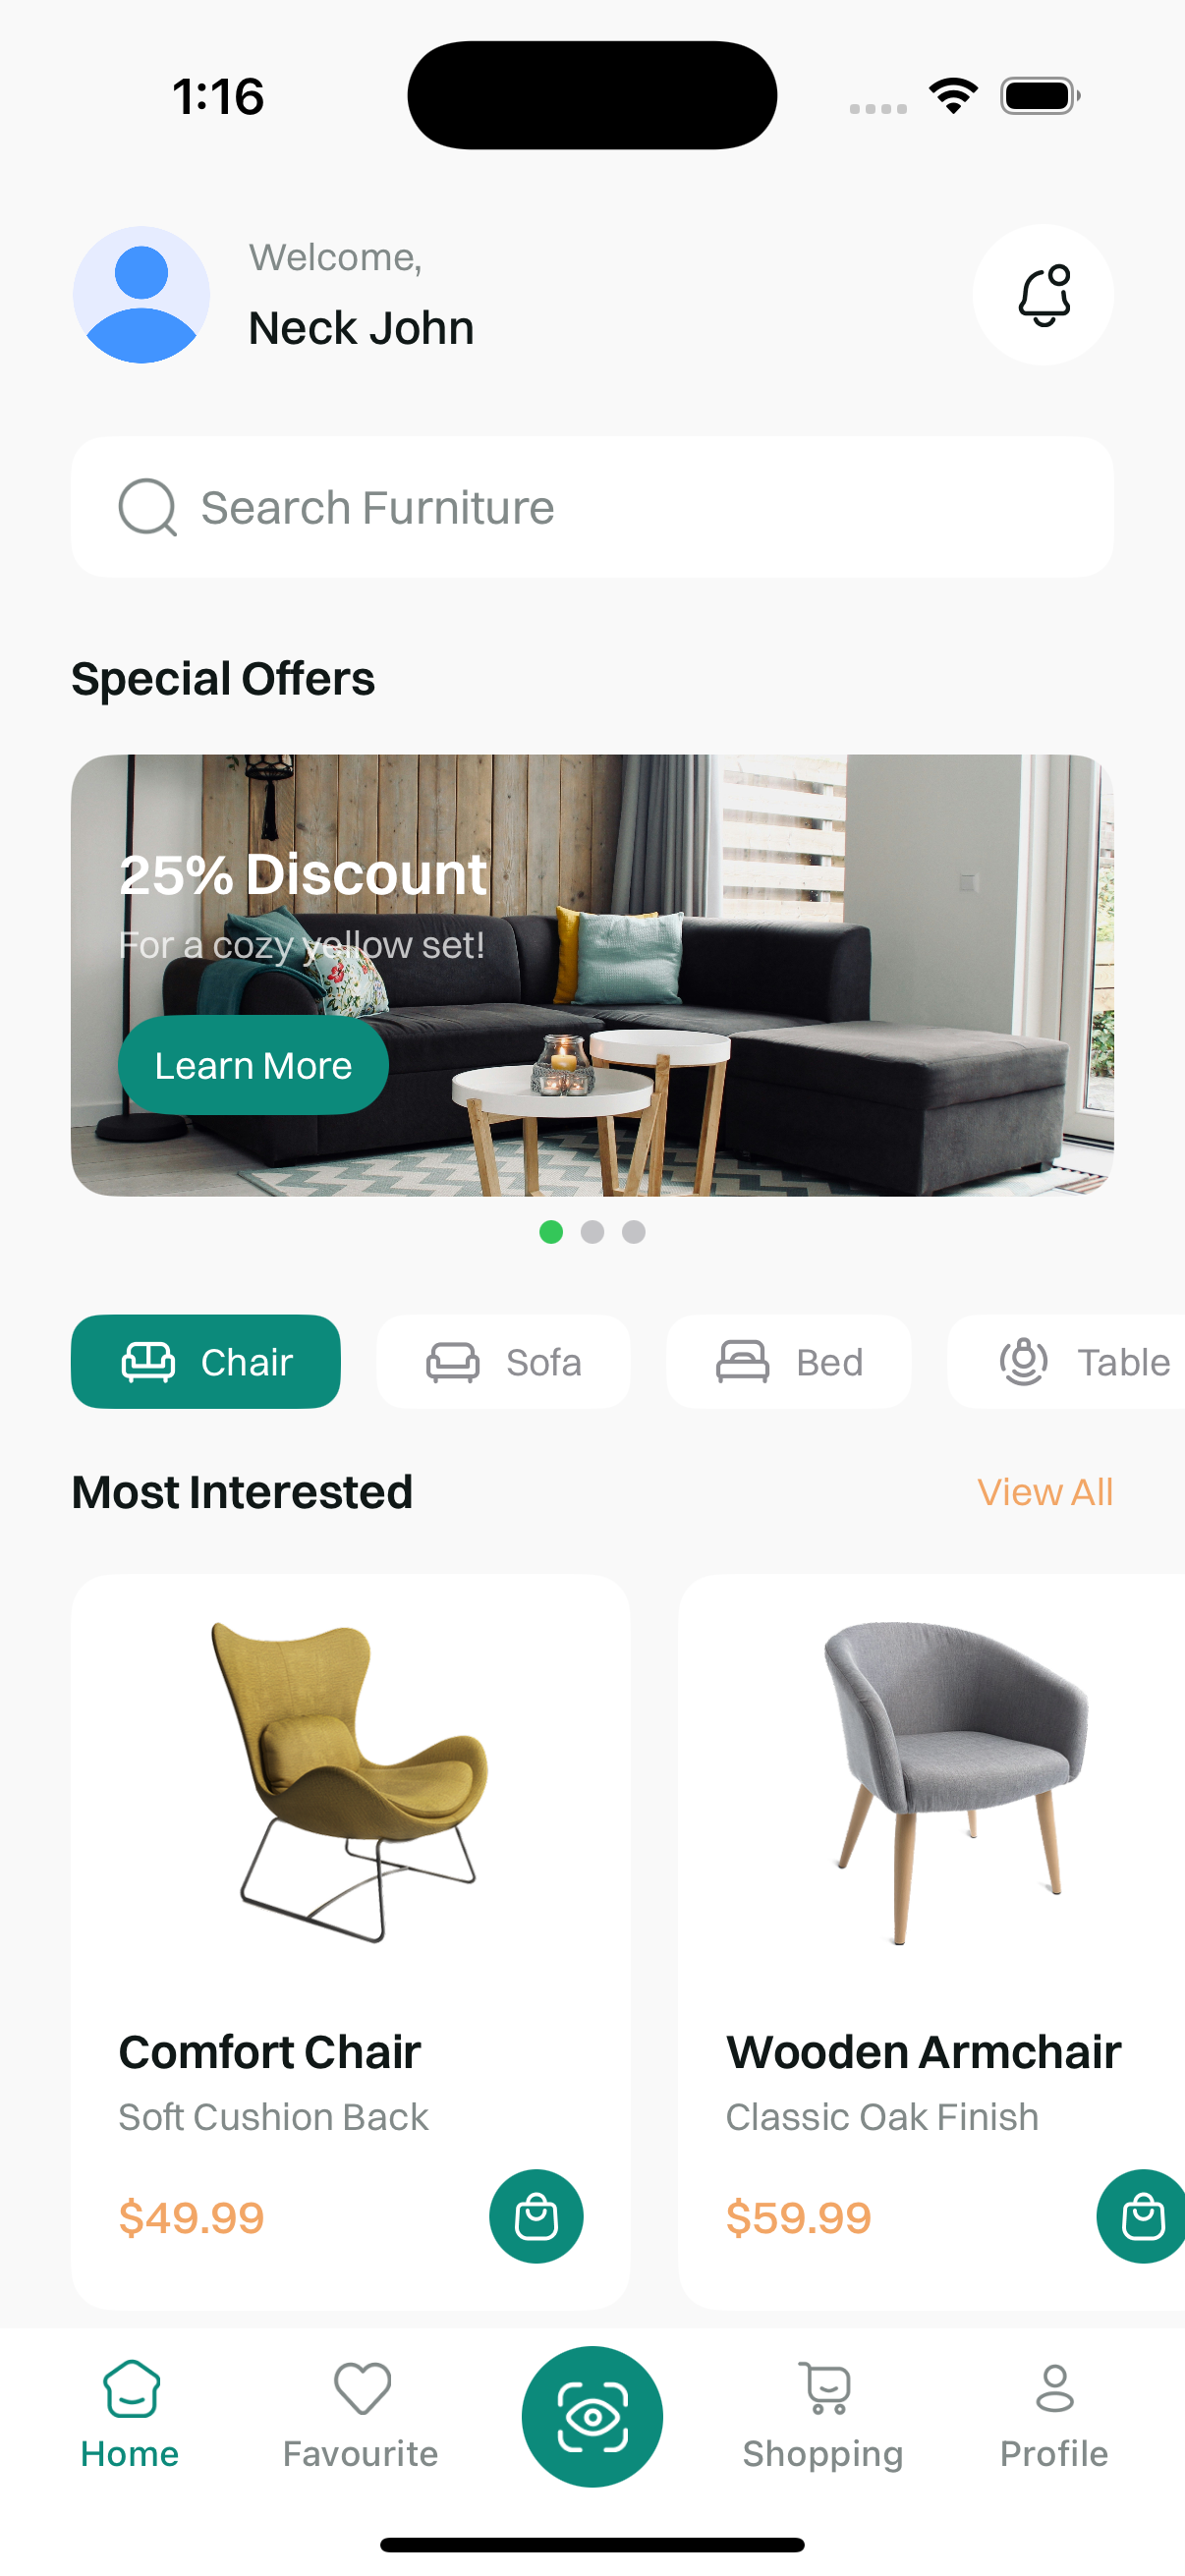 1:16
Welcome,
Neck John
Search Furniture
Special Offers
25% Discount
For a cozy yellow set!
Learn More
Chair Sofa Bed Table
Most Interested View All
Comfort Chair Wooden Armchair
Soft Cushion Back Classic Oak Finish
$49.99 $59.99
Home Favourite Shopping Profile